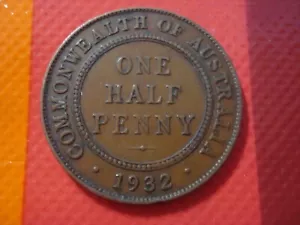 COMMONWEALTH OF AUSTRALIA
ONE
HALF
PENNY
1932